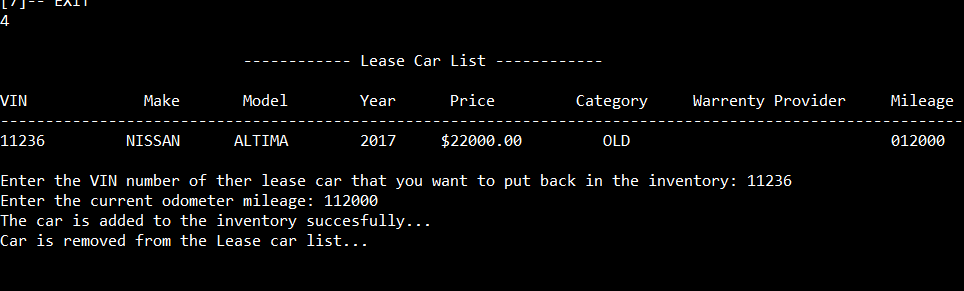 [7]-- EXIT
4
------------ Lease Car List ------------
VIN Make Model Year Price Category Warrenty Provider Mileage
-----------------------------------------------------------------------------------------------------------
11236 NISSAN ALTIMA 2017 $22000.00 OLD 012000
Enter the VIN number of ther lease car that you want to put back in the inventory: 11236
Enter the current odometer mileage: 112000
The car is added to the inventory succesfully...
Car is removed from the Lease car list...